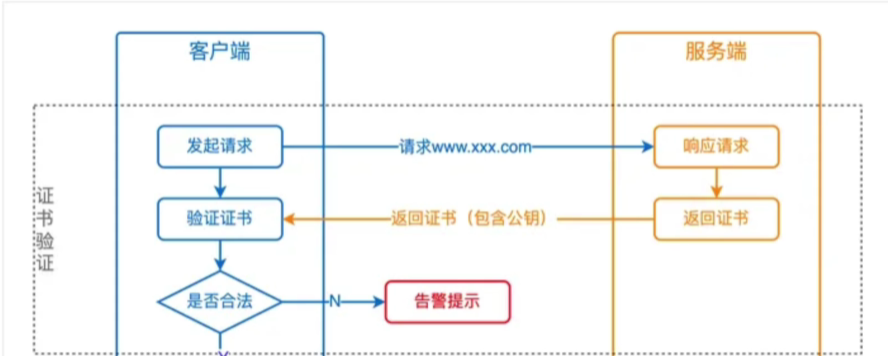 客户端
服务端
发起请求
请求www.xxx.com
响应请求
证书验证
验证证书
返回证书（包含公钥）
返回证书
是否合法
N
告警提示